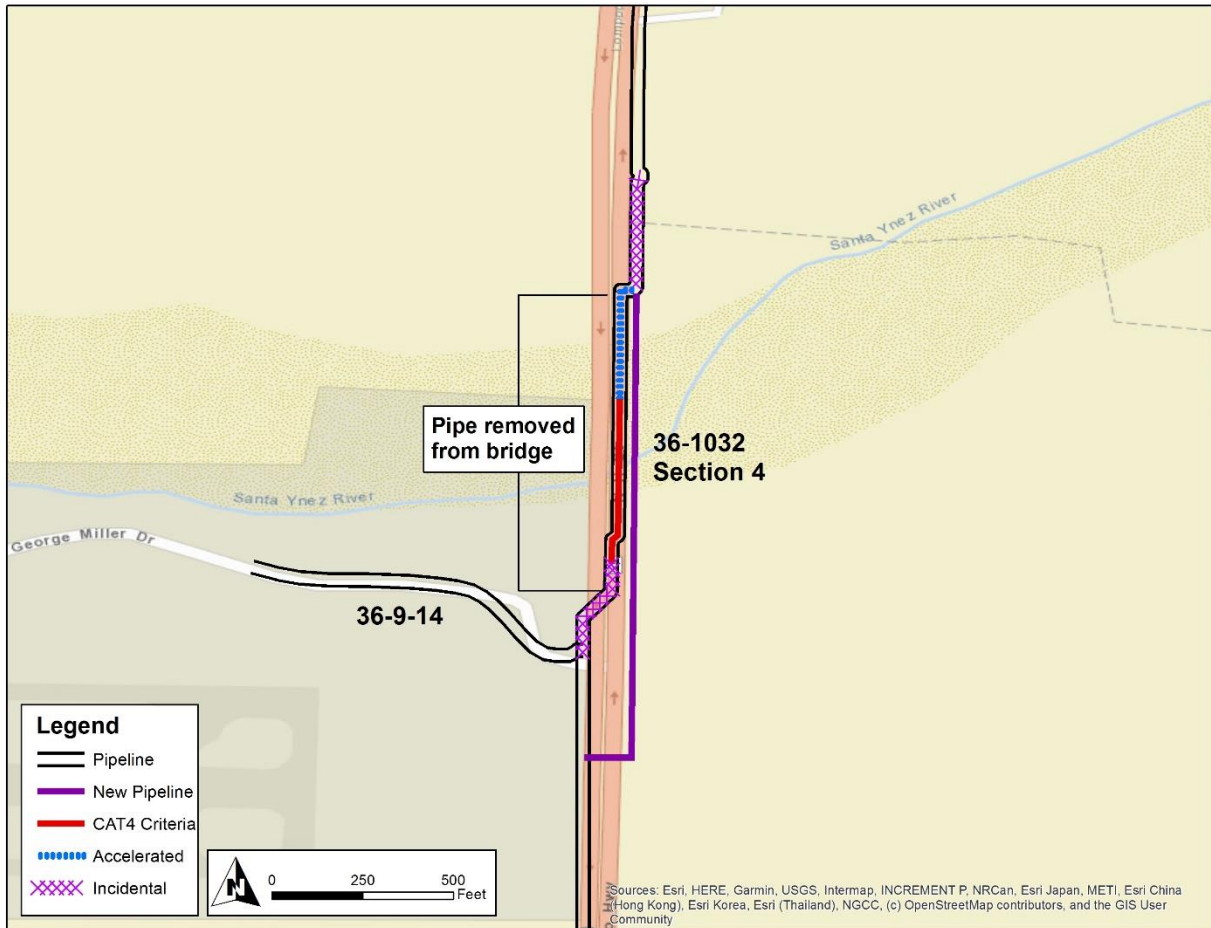 Lompoc
Santa Ynez River
Pipe removed
from bridge
36-1032
Section 4
Santa Ynez River
George Miller Dr
36-9-14
Legend
Pipeline
New Pipeline
CAT4 Criteria
Accelerated
Incidental
N
0 250 500
Feet
Hwy
Sources: Esri, HERE, Garmin, USGS, Intermap, INCREMENT P, NRCan, Esri Japan, METI, Esri China
(Hong Kong), Esri Korea, Esri (Thailand), NGCC, (c) OpenStreetMap contributors, and the GIS User
Community